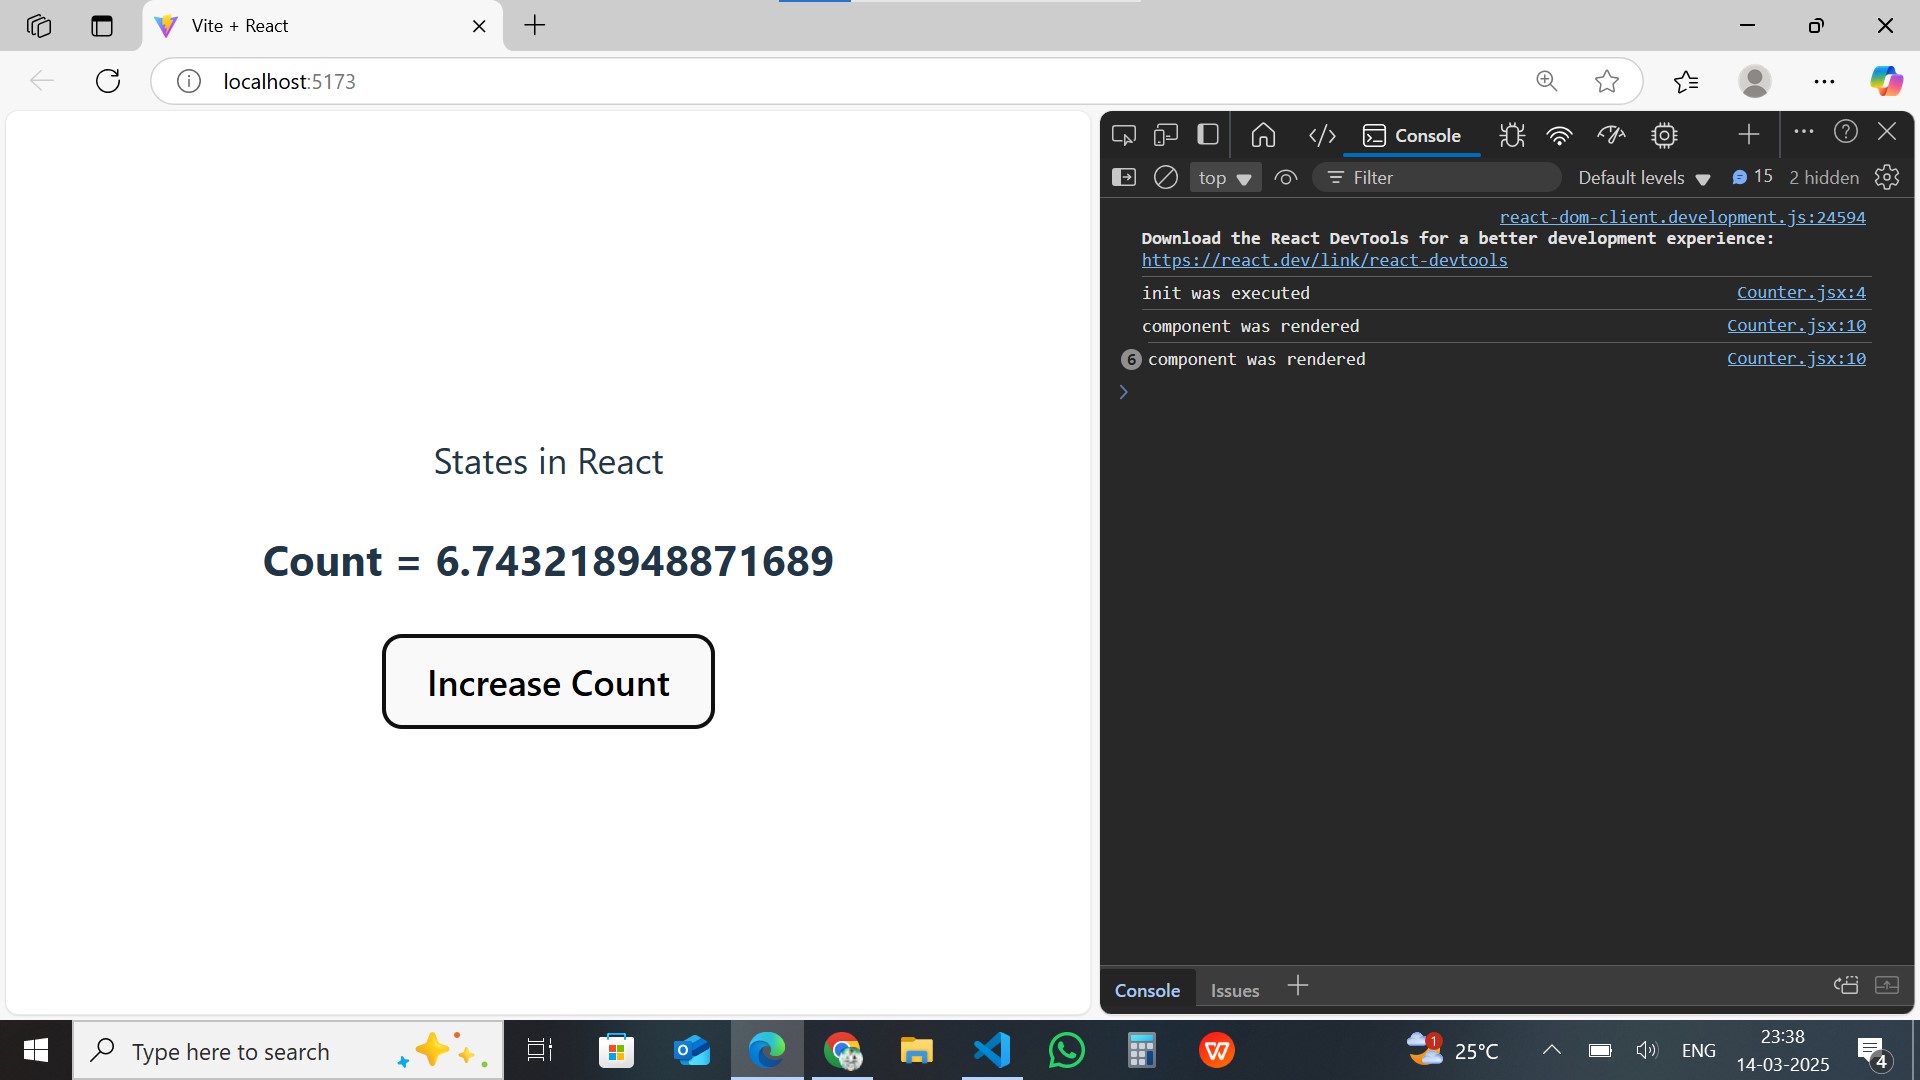 Vite + React
localhost:5173
States in React
Count = 6.743218948871689
Increase Count
Console
top
Filter
Default levels
15
2 hidden
react-dom-client.development.js:24594
Download the React DevTools for a better development experience:
https://react.dev/link/react-devtools
init was executed Counter.jsx:4
component was rendered Counter.jsx:10
6 component was rendered Counter.jsx:10
Console
Issues
Type here to search
1
25°C
ENG
23:38
14-03-2025
4